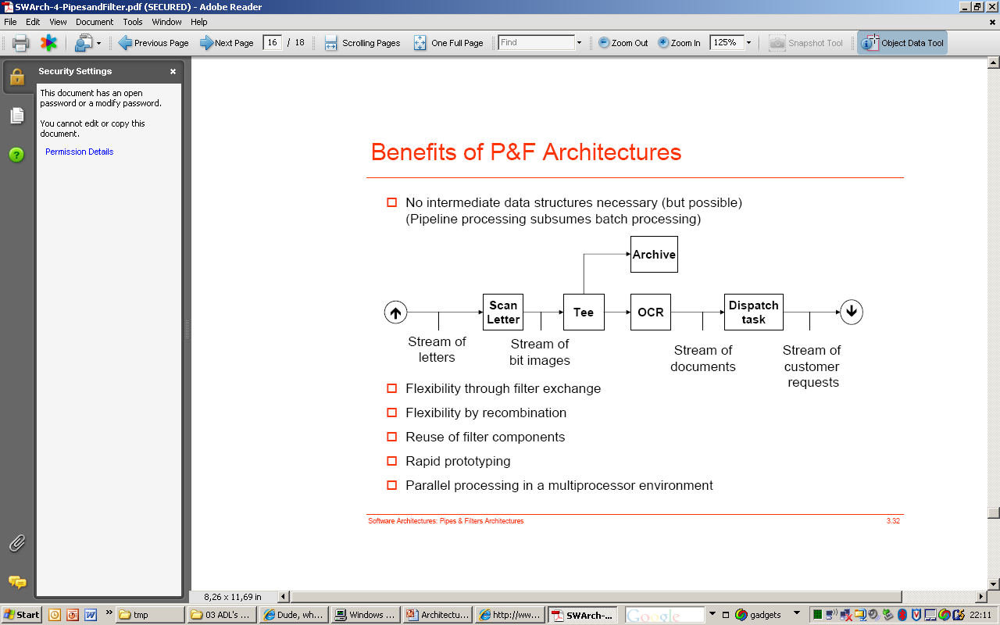 SWArch-4-PipesandFilter.pdf (SECURED) - Adobe Reader
File Edit View Document Tools Window Help
Previous Page Next Page 16 / 18 Scrolling Pages One Full Page Find Zoom Out Zoom In 125% Snapshot Tool Object Data Tool
Security Settings
This document has an open
password or a modify password.
You cannot edit or copy this
document.
Permission Details
Benefits of P&F Architectures
No intermediate data structures necessary (but possible)
(Pipeline processing subsumes batch processing)
Archive
Scan
Letter
Tee
OCR
Dispatch
task
Stream of
letters
Stream of
bit images
Stream of
documents
Stream of
customer
requests
Flexibility through filter exchange
Flexibility by recombination
Reuse of filter components
Rapid prototyping
Parallel processing in a multiprocessor environment
Software Architectures: Pipes & Filters Architectures 3.32
8,26 x 11,69 in
Start tmp 03 ADL's ... Dude, wh... Windows ... Architectu... http://ww... SWArch-... Google gadgets 22:11